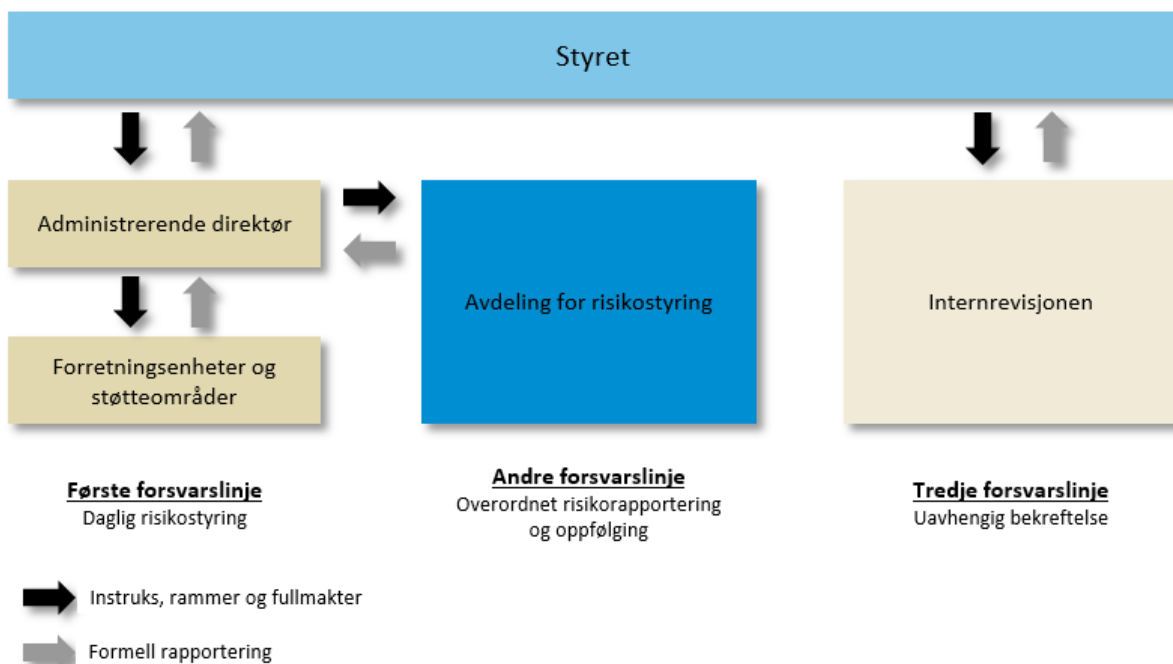 Styret
Administrerende direktør
Forretningsenheter og
støtteområder
Avdeling for risikostyring
Internrevisjonen
Første forsvarslinje
Daglig risikostyring
Andre forsvarslinje
Overordnet risikorapportering
og oppfølging
Tredje forsvarslinje
Uavhengig bekreftelse
Instruks, rammer og fullmakter
Formell rapportering